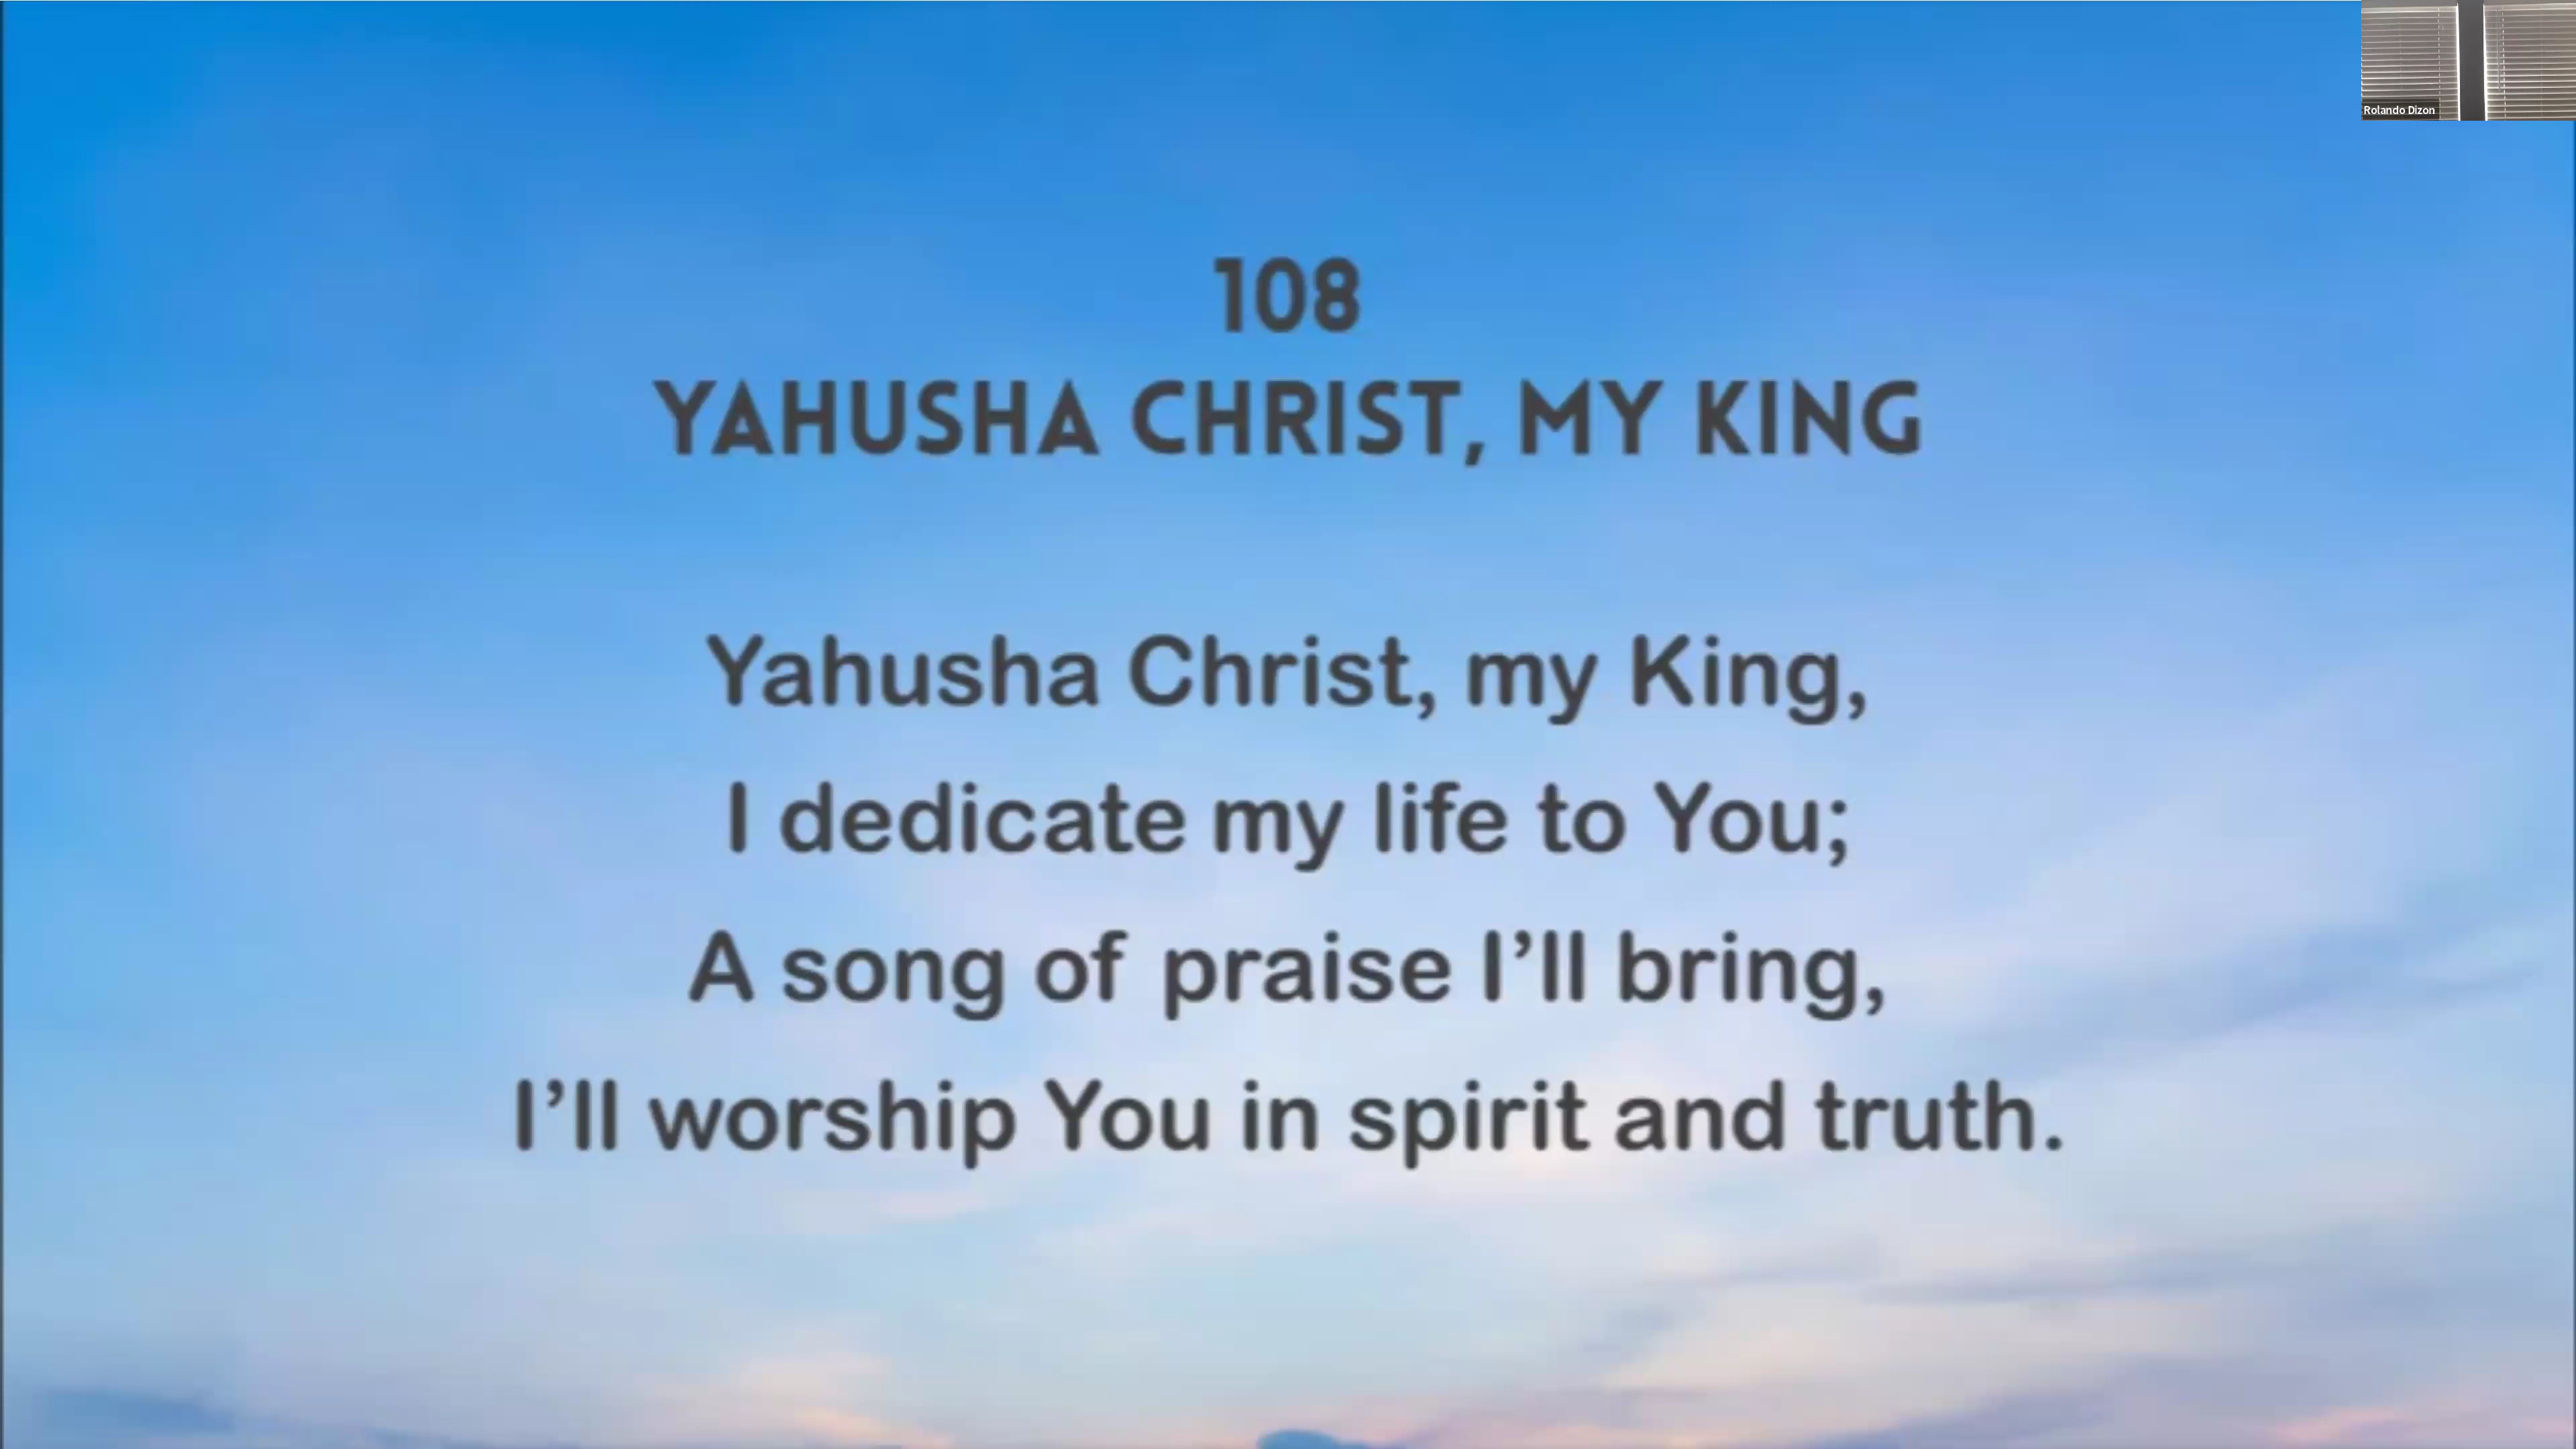 Rolando Dizon
108
YAHUSHA CHRIST, MY KING
Yahusha Christ, my King,
I dedicate my life to You;
A song of praise I’ll bring,
I’ll worship You in spirit and truth.